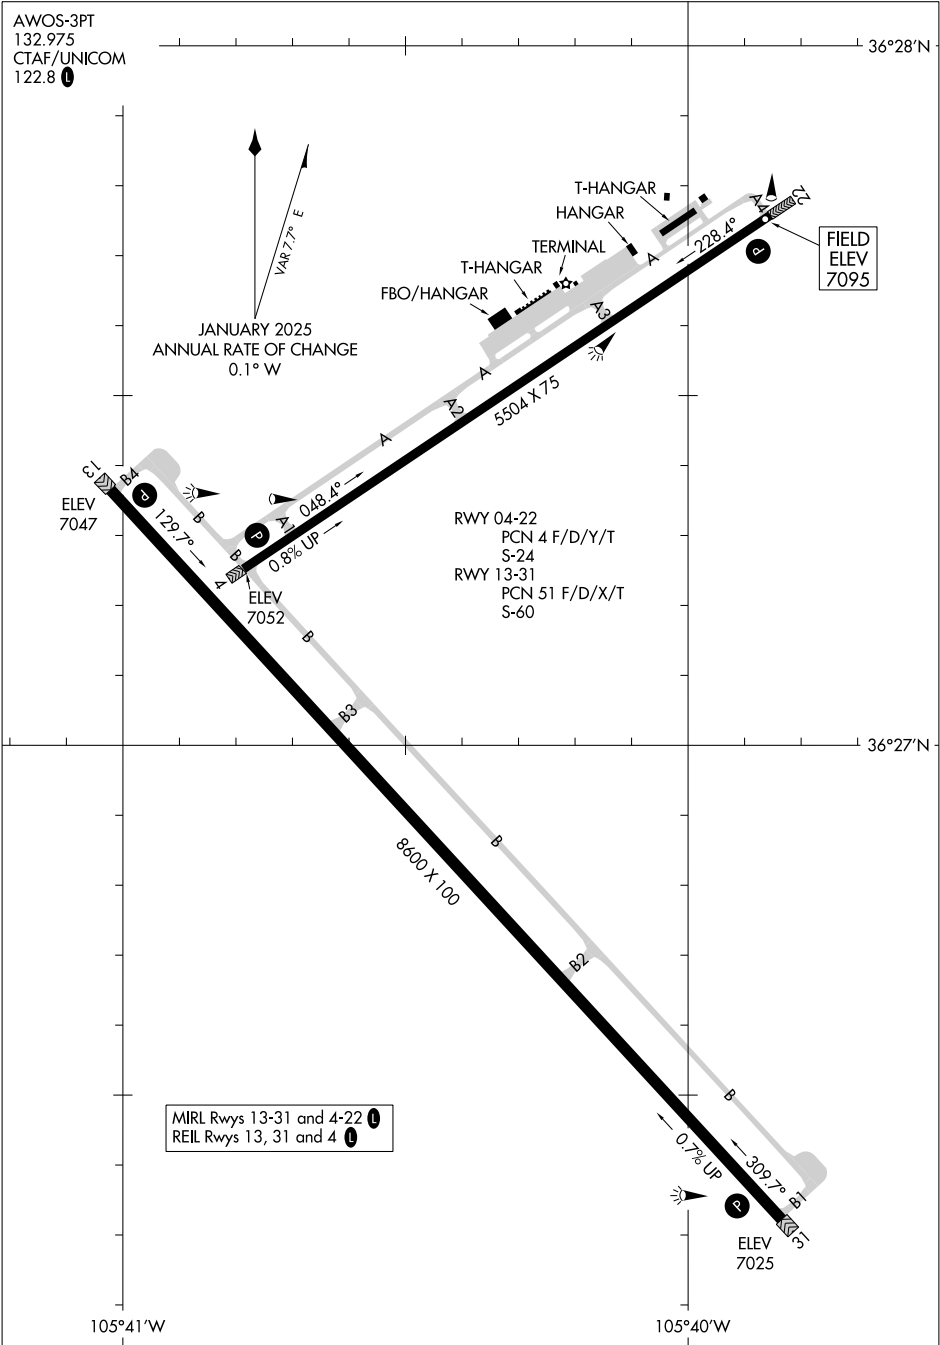 AWOS-3PT
132.975
CTAF/UNICOM
122.8 L
36°28'N
VAR 7.7° E
JANUARY 2025
ANNUAL RATE OF CHANGE
0.1° W
T-HANGAR
HANGAR
TERMINAL
T-HANGAR
FBO/HANGAR
A4
22
228.4°
P
FIELD
ELEV
7095
A
A3
A
5504 X 75
A2
A
13
B4
P
ELEV
7047
129.7°
B
A1
048.4°
P
0.8% UP
B
4
ELEV
7052
RWY 04-22
PCN 4 F/D/Y/T
S-24
RWY 13-31
PCN 51 F/D/X/T
S-60
B
B3
36°27'N
8600 X 100
B
B2
B
MIRL Rwys 13-31 and 4-22 L
REIL Rwys 13, 31 and 4 L
0.7% UP
309.7°
B1
P
31
ELEV
7025
105°41'W
105°40'W